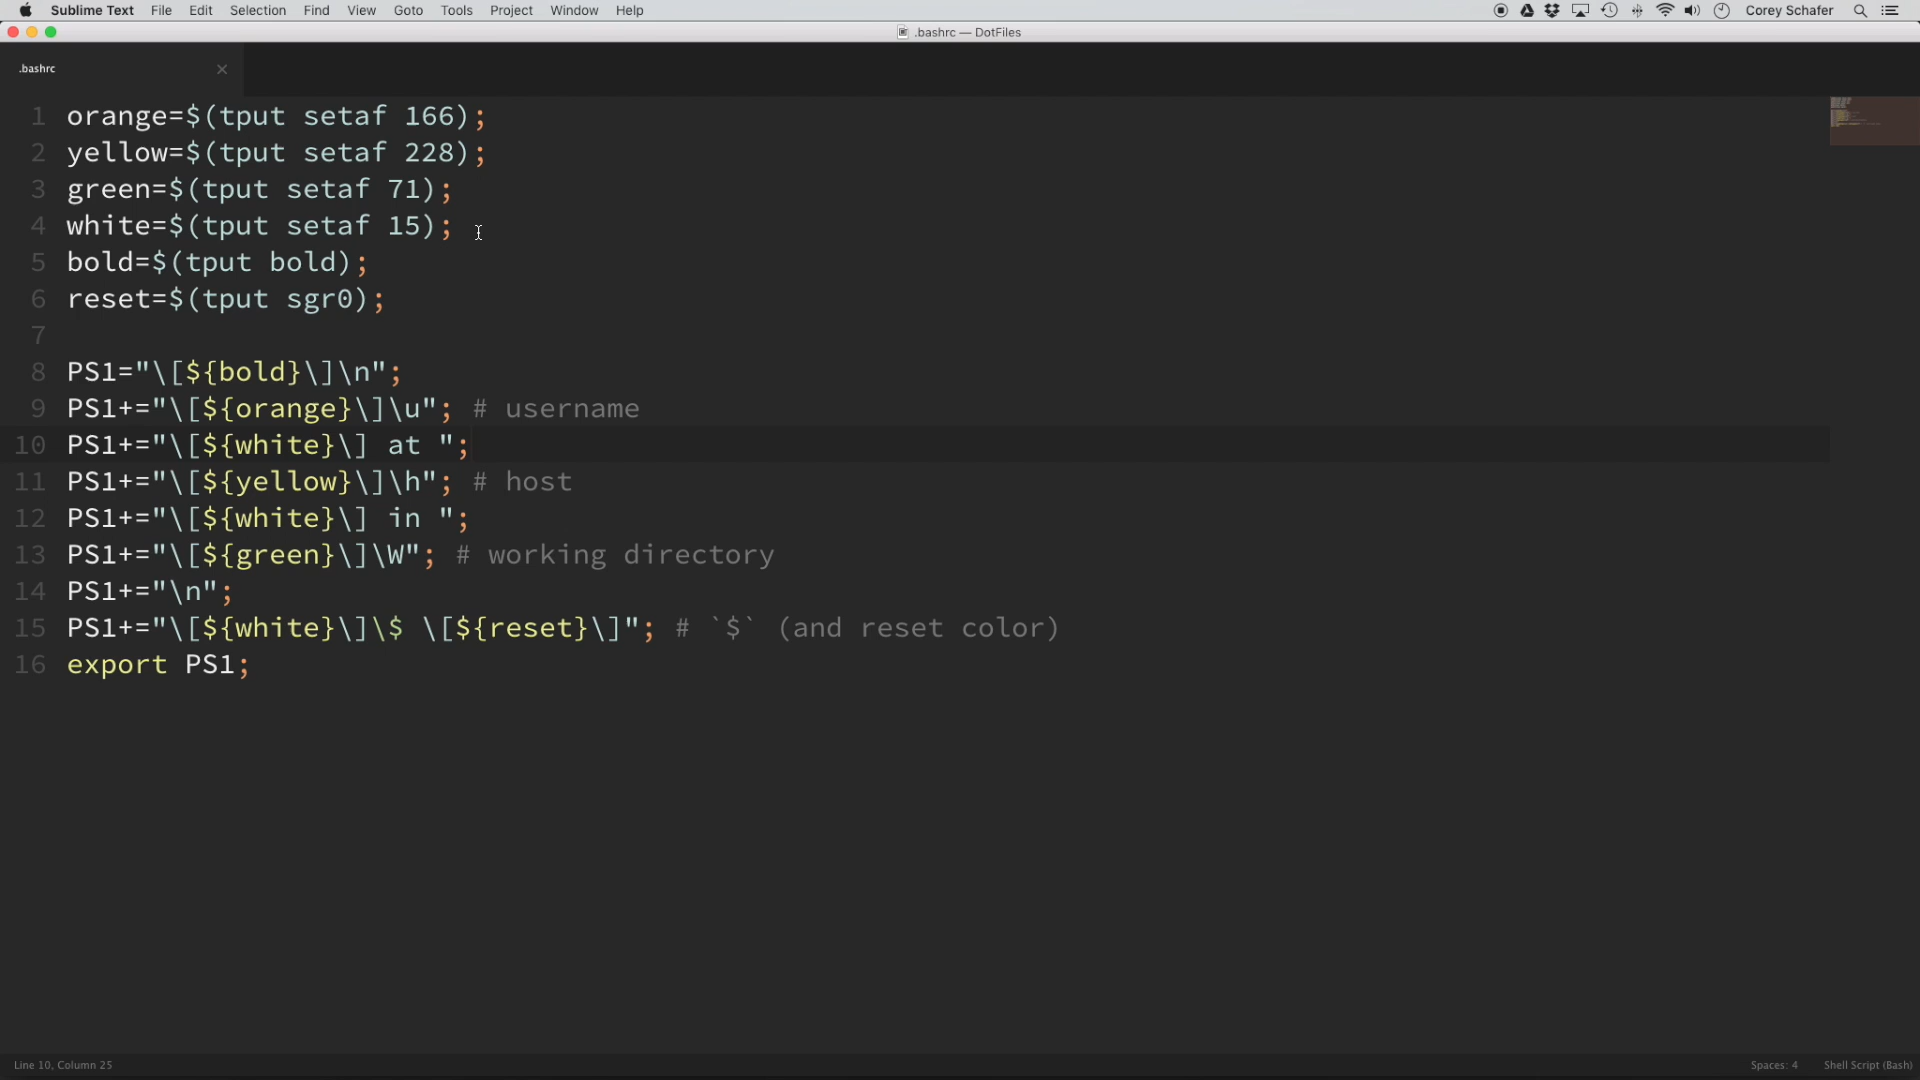 Sublime Text File Edit Selection Find View Goto Tools Project Window Help Corey Schafer
.bashrc — DotFiles
.bashrc
1 orange=$(tput setaf 166);
2 yellow=$(tput setaf 228);
3 green=$(tput setaf 71);
4 white=$(tput setaf 15);
5 bold=$(tput bold);
6 reset=$(tput sgr0);
7
8 PS1="\[${bold}\]\n";
9 PS1+="\[${orange}\]\u"; # username
10 PS1+="\[${white}\] at ";
11 PS1+="\[${yellow}\]\h"; # host
12 PS1+="\[${white}\] in ";
13 PS1+="\[${green}\]\W"; # working directory
14 PS1+="\n";
15 PS1+="\[${white}\]\$ \[${reset}\]"; # `$` (and reset color)
16 export PS1;
Line 10, Column 25 Spaces: 4 Shell Script (Bash)